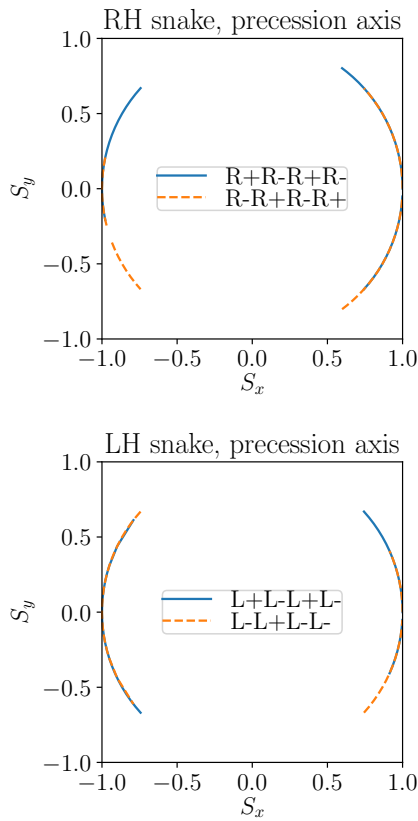 RH snake, precession axis
1.0
0.5
0.0
−0.5
−1.0
S_y
R+R-R+R-
R-R+R-R+
−1.0 −0.5 0.0 0.5 1.0
S_x
LH snake, precession axis
1.0
0.5
0.0
−0.5
−1.0
S_y
L+L-L+L-
L-L+L-L-
−1.0 −0.5 0.0 0.5 1.0
S_x